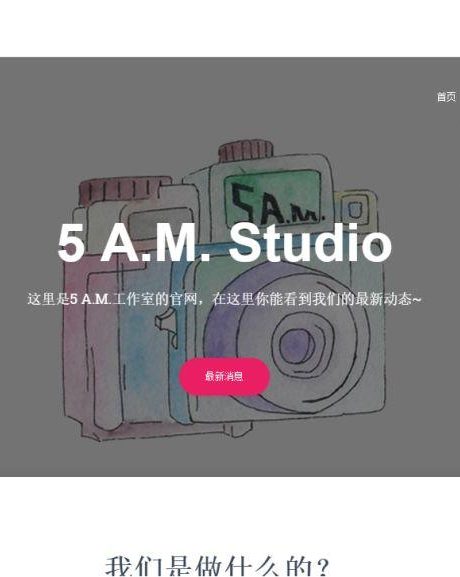 首页
5 A.M.
5 A.M. Studio
这里是5 A.M.工作室的官网，在这里你能看到我们的最新动态~
最新消息
我们是做什么的?